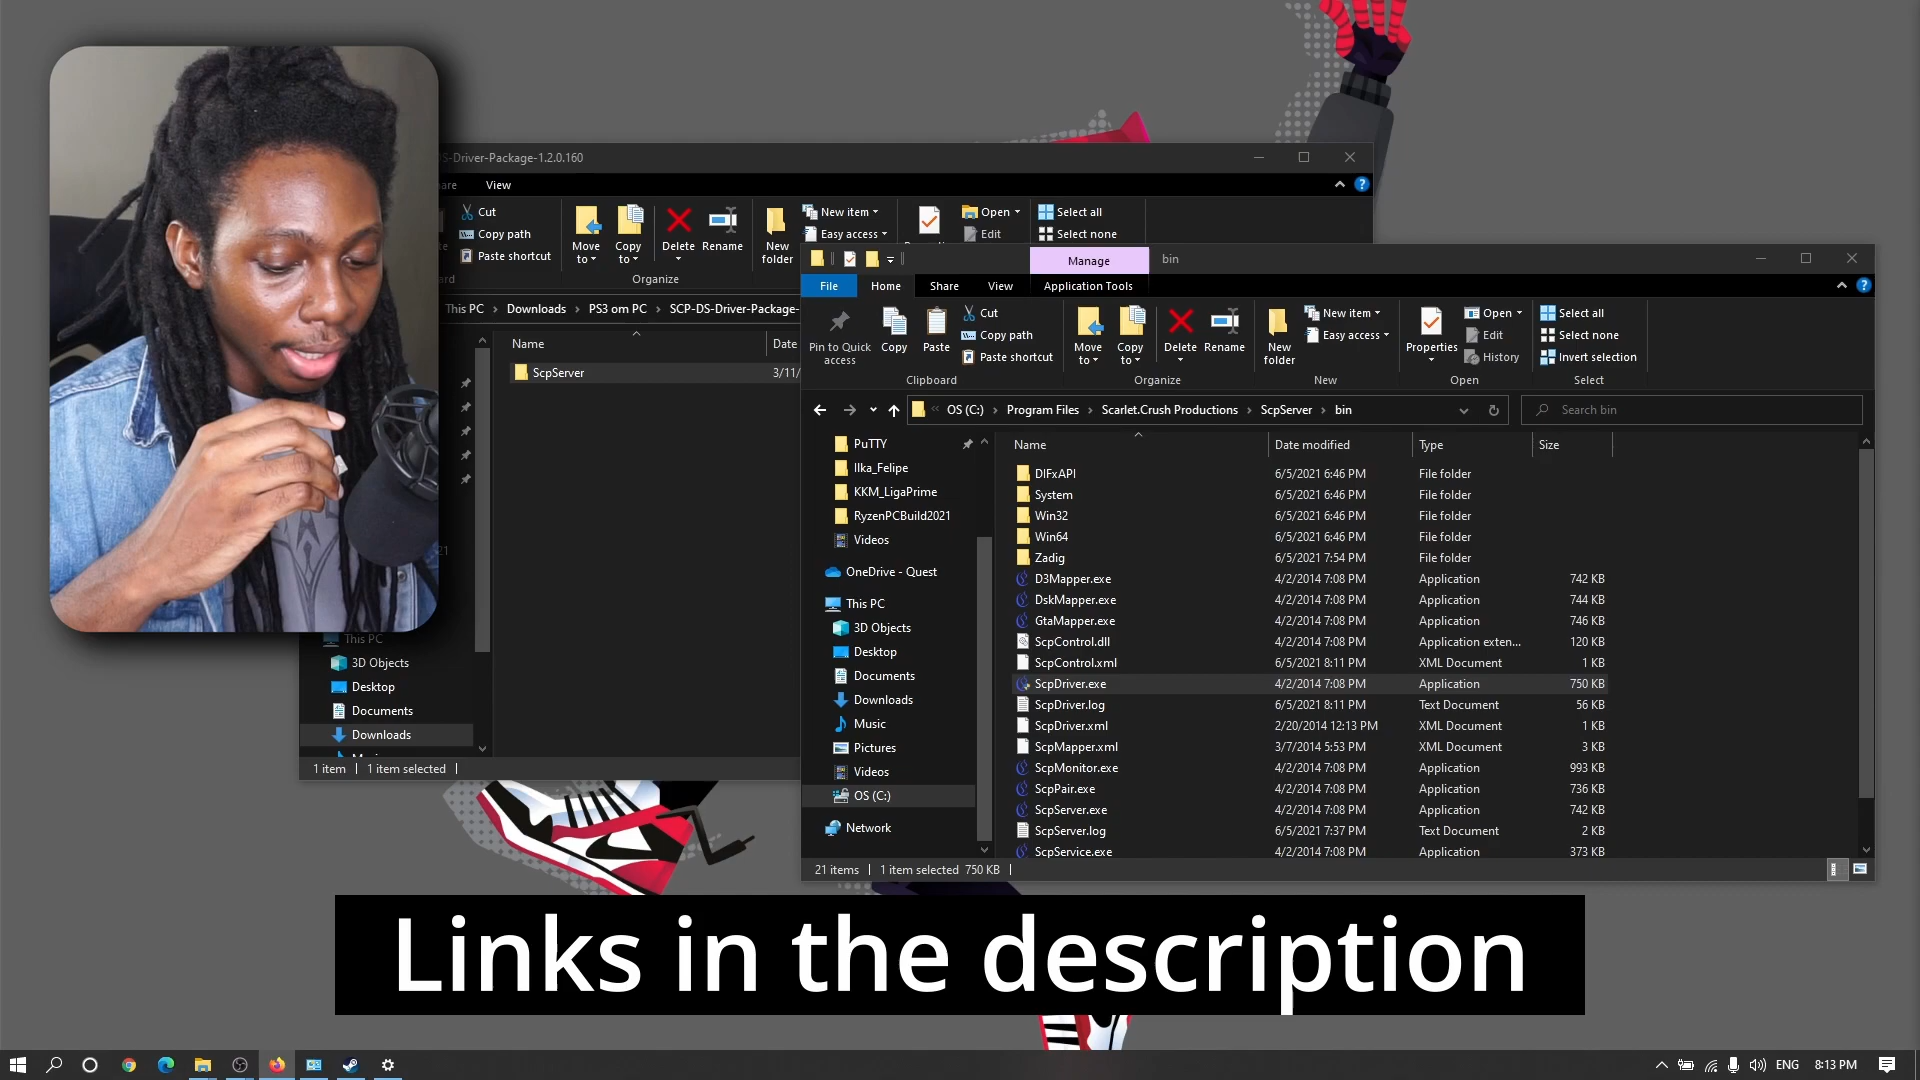 S-Driver-Package-1.2.0.160
are View
Cut
Copy path
Paste shortcut
Move to
Copy to
Delete
Rename
New folder
New item
Easy access
Open
Edit
Select all
Select none
Organize
This PC > Downloads > PS3 om PC > SCP-DS-Driver-Package-
Name Date
ScpServer 3/11/
This PC
3D Objects
Desktop
Documents
Downloads
1 item 1 item selected
Manage bin
File Home Share View Application Tools
Pin to Quick access
Copy
Paste
Cut
Copy path
Paste shortcut
Clipboard
Move to
Copy to
Delete
Rename
Organize
New folder
New item
Easy access
New
Properties
Open
Edit
History
Open
Select all
Select none
Invert selection
Select
« OS (C:) > Program Files > Scarlet.Crush Productions > ScpServer > bin
Search bin
PuTTY
Ilka_Felipe
KKM_LigaPrime
RyzenPCBuild2021
Videos
OneDrive - Quest
This PC
3D Objects
Desktop
Documents
Downloads
Music
Pictures
Videos
OS (C:)
Network
Name Date modified Type Size
DIFxAPI 6/5/2021 6:46 PM File folder
System 6/5/2021 6:46 PM File folder
Win32 6/5/2021 6:46 PM File folder
Win64 6/5/2021 6:46 PM File folder
Zadig 6/5/2021 7:54 PM File folder
D3Mapper.exe 4/2/2014 7:08 PM Application 742 KB
DskMapper.exe 4/2/2014 7:08 PM Application 744 KB
GtaMapper.exe 4/2/2014 7:08 PM Application 746 KB
ScpControl.dll 4/2/2014 7:08 PM Application exten... 120 KB
ScpControl.xml 6/5/2021 8:11 PM XML Document 1 KB
ScpDriver.exe 4/2/2014 7:08 PM Application 750 KB
ScpDriver.log 6/5/2021 8:11 PM Text Document 56 KB
ScpDriver.xml 2/20/2014 12:13 PM XML Document 1 KB
ScpMapper.xml 3/7/2014 5:53 PM XML Document 3 KB
ScpMonitor.exe 4/2/2014 7:08 PM Application 993 KB
ScpPair.exe 4/2/2014 7:08 PM Application 736 KB
ScpServer.exe 4/2/2014 7:08 PM Application 742 KB
ScpServer.log 6/5/2021 7:37 PM Text Document 2 KB
ScpService.exe 4/2/2014 7:08 PM Application 373 KB
21 items 1 item selected 750 KB
Links in the description
ENG 8:13 PM